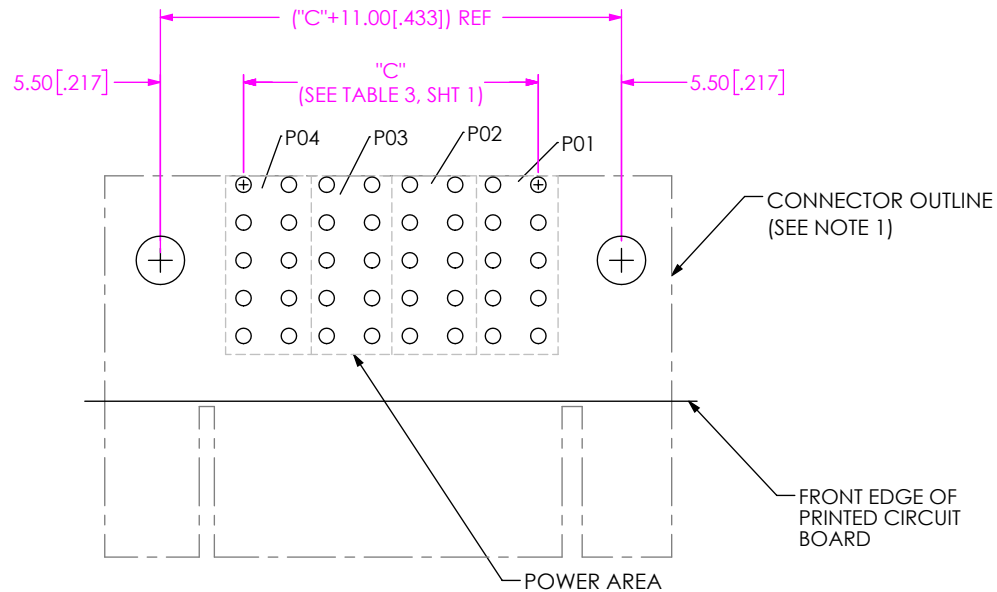 ("C"+11.00[.433]) REF
5.50[.217]
"C"
(SEE TABLE 3, SHT 1)
5.50[.217]
P04
P03
P02
P01
CONNECTOR OUTLINE
(SEE NOTE 1)
FRONT EDGE OF
PRINTED CIRCUIT
BOARD
POWER AREA